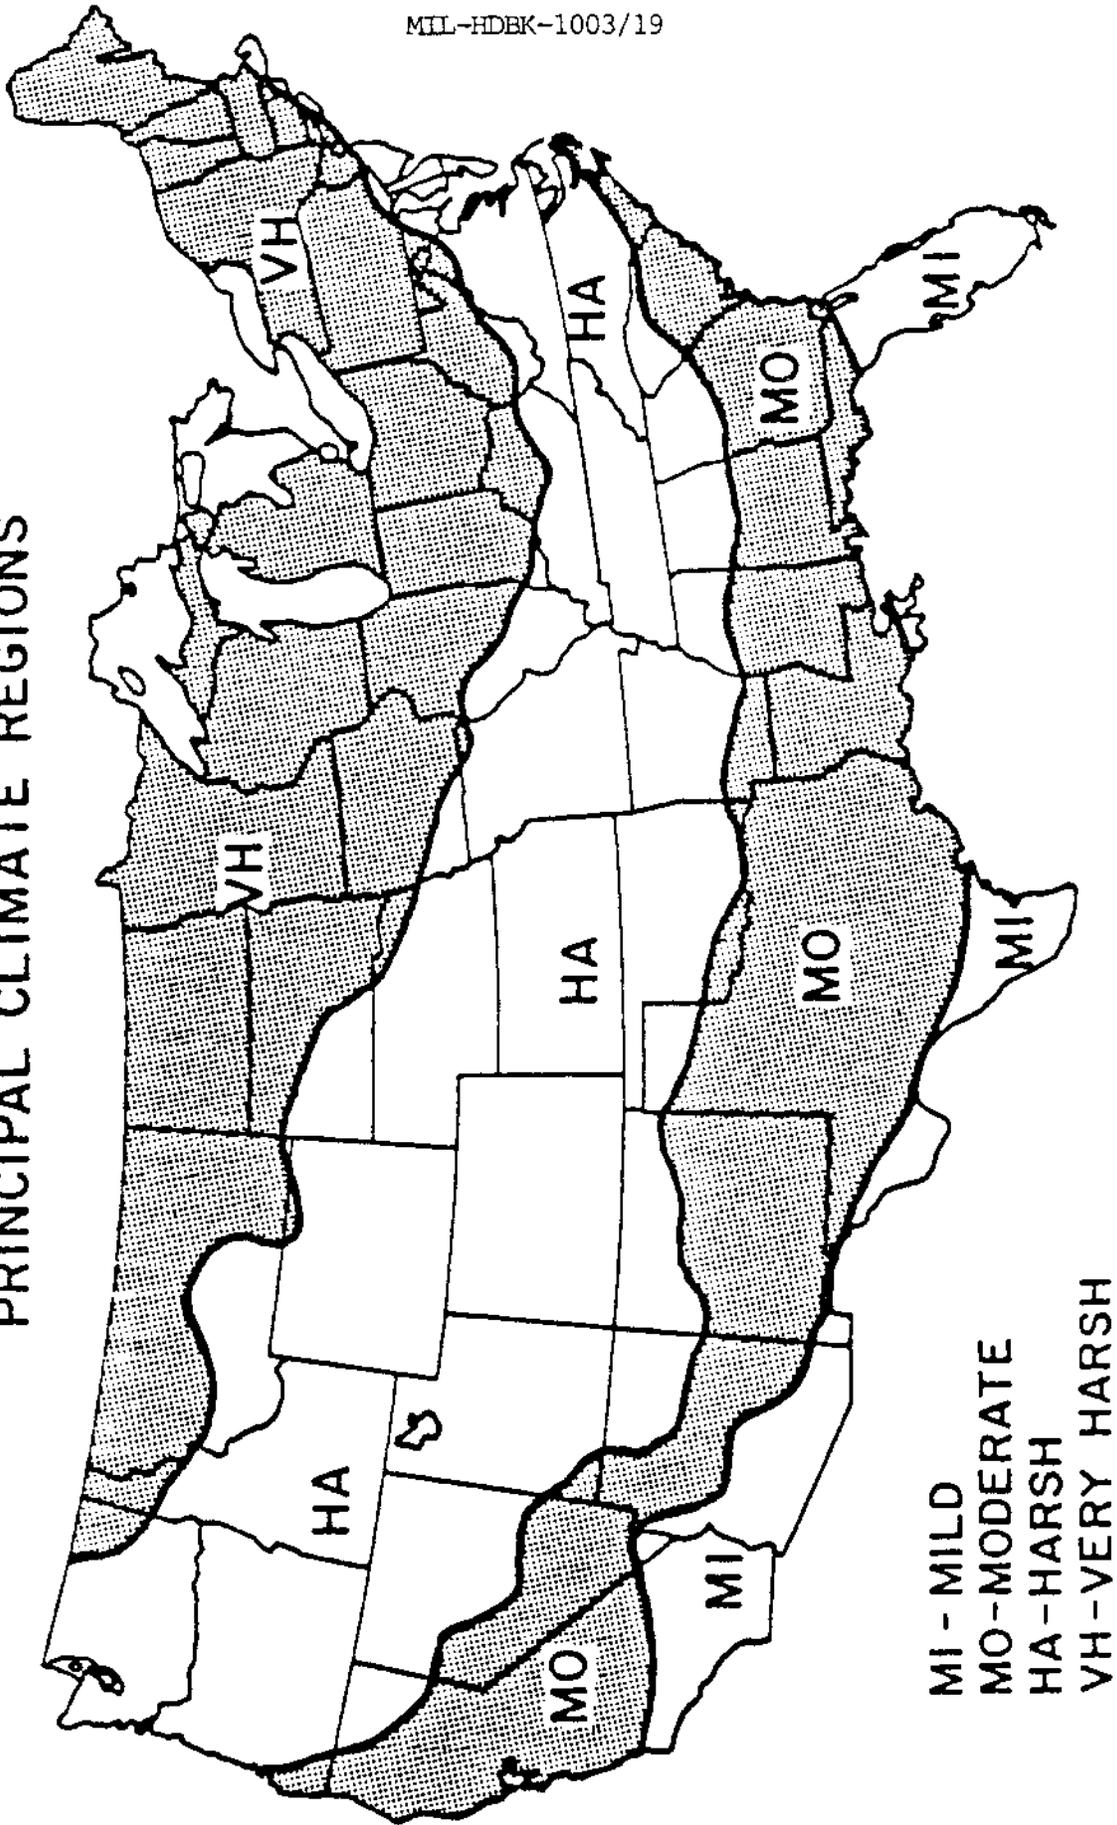 MIL-HDBK-1003/19
PRINCIPAL CLIMATE REGIONS
VH
VH
HA
HA
HA
MO
MO
MO
MI
MI
MI
MI - MILD
MO-MODERATE
HA-HARSH
VH-VERY HARSH